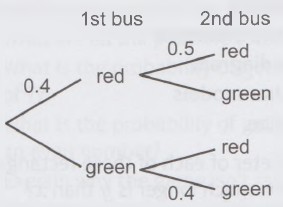 1st bus 2nd bus
0.5 red
0.4 red
green
red
green
0.4 green